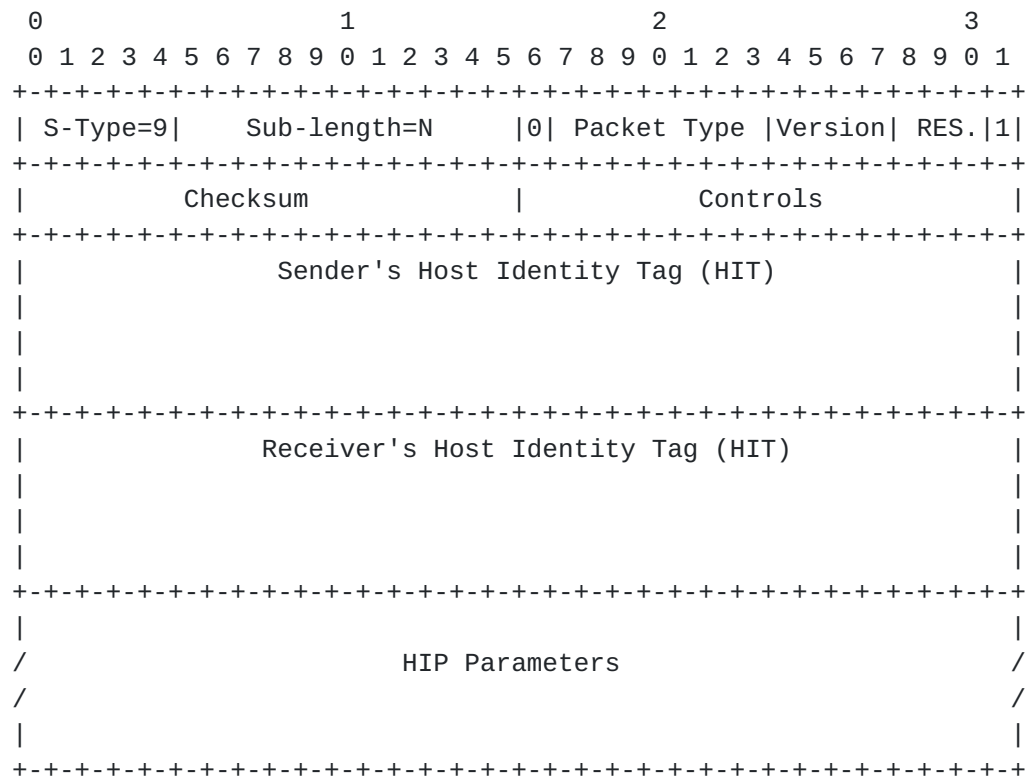 0                   1                   2                   3
 0 1 2 3 4 5 6 7 8 9 0 1 2 3 4 5 6 7 8 9 0 1 2 3 4 5 6 7 8 9 0 1
+-+-+-+-+-+-+-+-+-+-+-+-+-+-+-+-+-+-+-+-+-+-+-+-+-+-+-+-+-+-+-+-+
| S-Type=9|    Sub-length=N     |0| Packet Type |Version| RES.|1|
+-+-+-+-+-+-+-+-+-+-+-+-+-+-+-+-+-+-+-+-+-+-+-+-+-+-+-+-+-+-+-+-+
|          Checksum             |           Controls            |
+-+-+-+-+-+-+-+-+-+-+-+-+-+-+-+-+-+-+-+-+-+-+-+-+-+-+-+-+-+-+-+-+
|                Sender's Host Identity Tag (HIT)               |
|                                                               |
|                                                               |
|                                                               |
+-+-+-+-+-+-+-+-+-+-+-+-+-+-+-+-+-+-+-+-+-+-+-+-+-+-+-+-+-+-+-+-+
|               Receiver's Host Identity Tag (HIT)              |
|                                                               |
|                                                               |
|                                                               |
+-+-+-+-+-+-+-+-+-+-+-+-+-+-+-+-+-+-+-+-+-+-+-+-+-+-+-+-+-+-+-+-+
|                                                               |
/                        HIP Parameters                         /
/                                                               /
|                                                               |
+-+-+-+-+-+-+-+-+-+-+-+-+-+-+-+-+-+-+-+-+-+-+-+-+-+-+-+-+-+-+-+-+